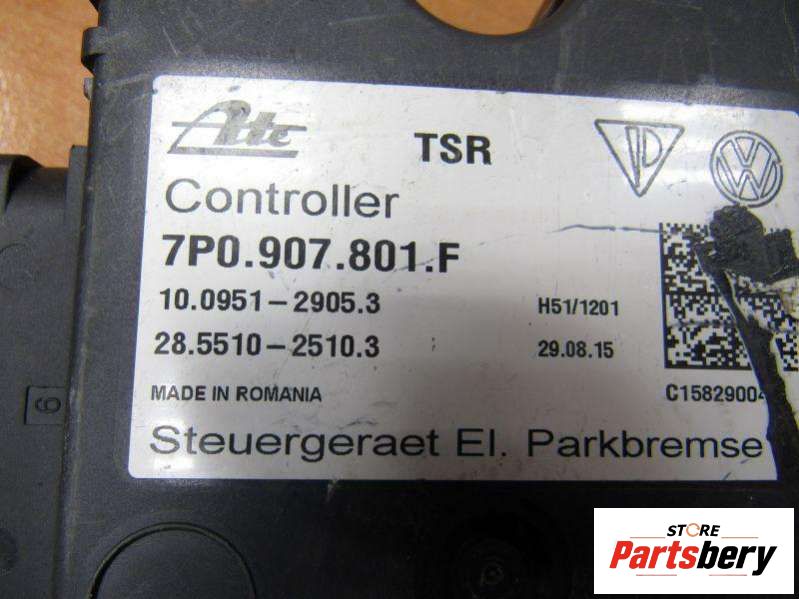 Ate TSR
Controller
7P0.907.801.F
10.0951-2905.3 H51/1201
28.5510-2510.3 29.08.15
MADE IN ROMANIA
Steuergeraet El. Parkbremse
6
STORE
Partsbery